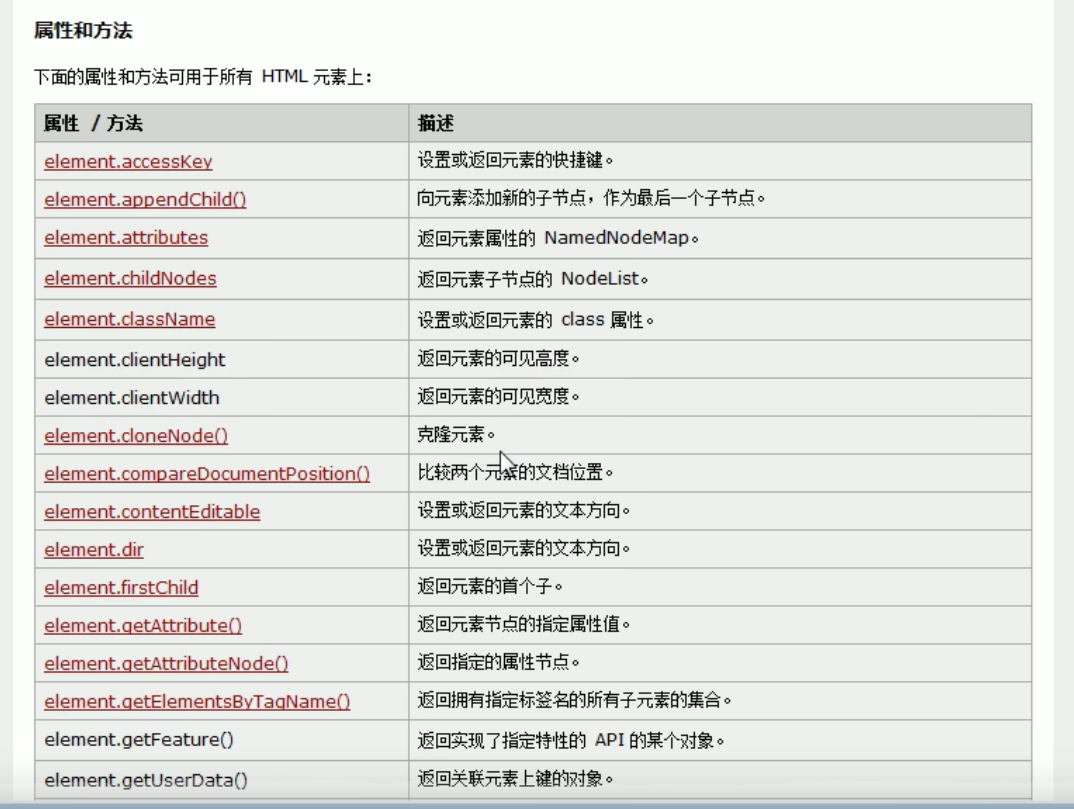 属性和方法
下面的属性和方法可用于所有 HTML 元素上：
属性 / 方法 描述
element.accessKey 设置或返回元素的快捷键。
element.appendChild() 向元素添加新的子节点，作为最后一个子节点。
element.attributes 返回元素属性的 NamedNodeMap。
element.childNodes 返回元素子节点的 NodeList。
element.className 设置或返回元素的 class 属性。
element.clientHeight 返回元素的可见高度。
element.clientWidth 返回元素的可见宽度。
element.cloneNode() 克隆元素。
element.compareDocumentPosition() 比较两个元素的文档位置。
element.contentEditable 设置或返回元素的文本方向。
element.dir 设置或返回元素的文本方向。
element.firstChild 返回元素的首个子。
element.getAttribute() 返回元素节点的指定属性值。
element.getAttributeNode() 返回指定的属性节点。
element.getElementsByTagName() 返回拥有指定标签名的所有子元素的集合。
element.getFeature() 返回实现了指定特性的 API 的某个对象。
element.getUserData() 返回关联元素上键的对象。